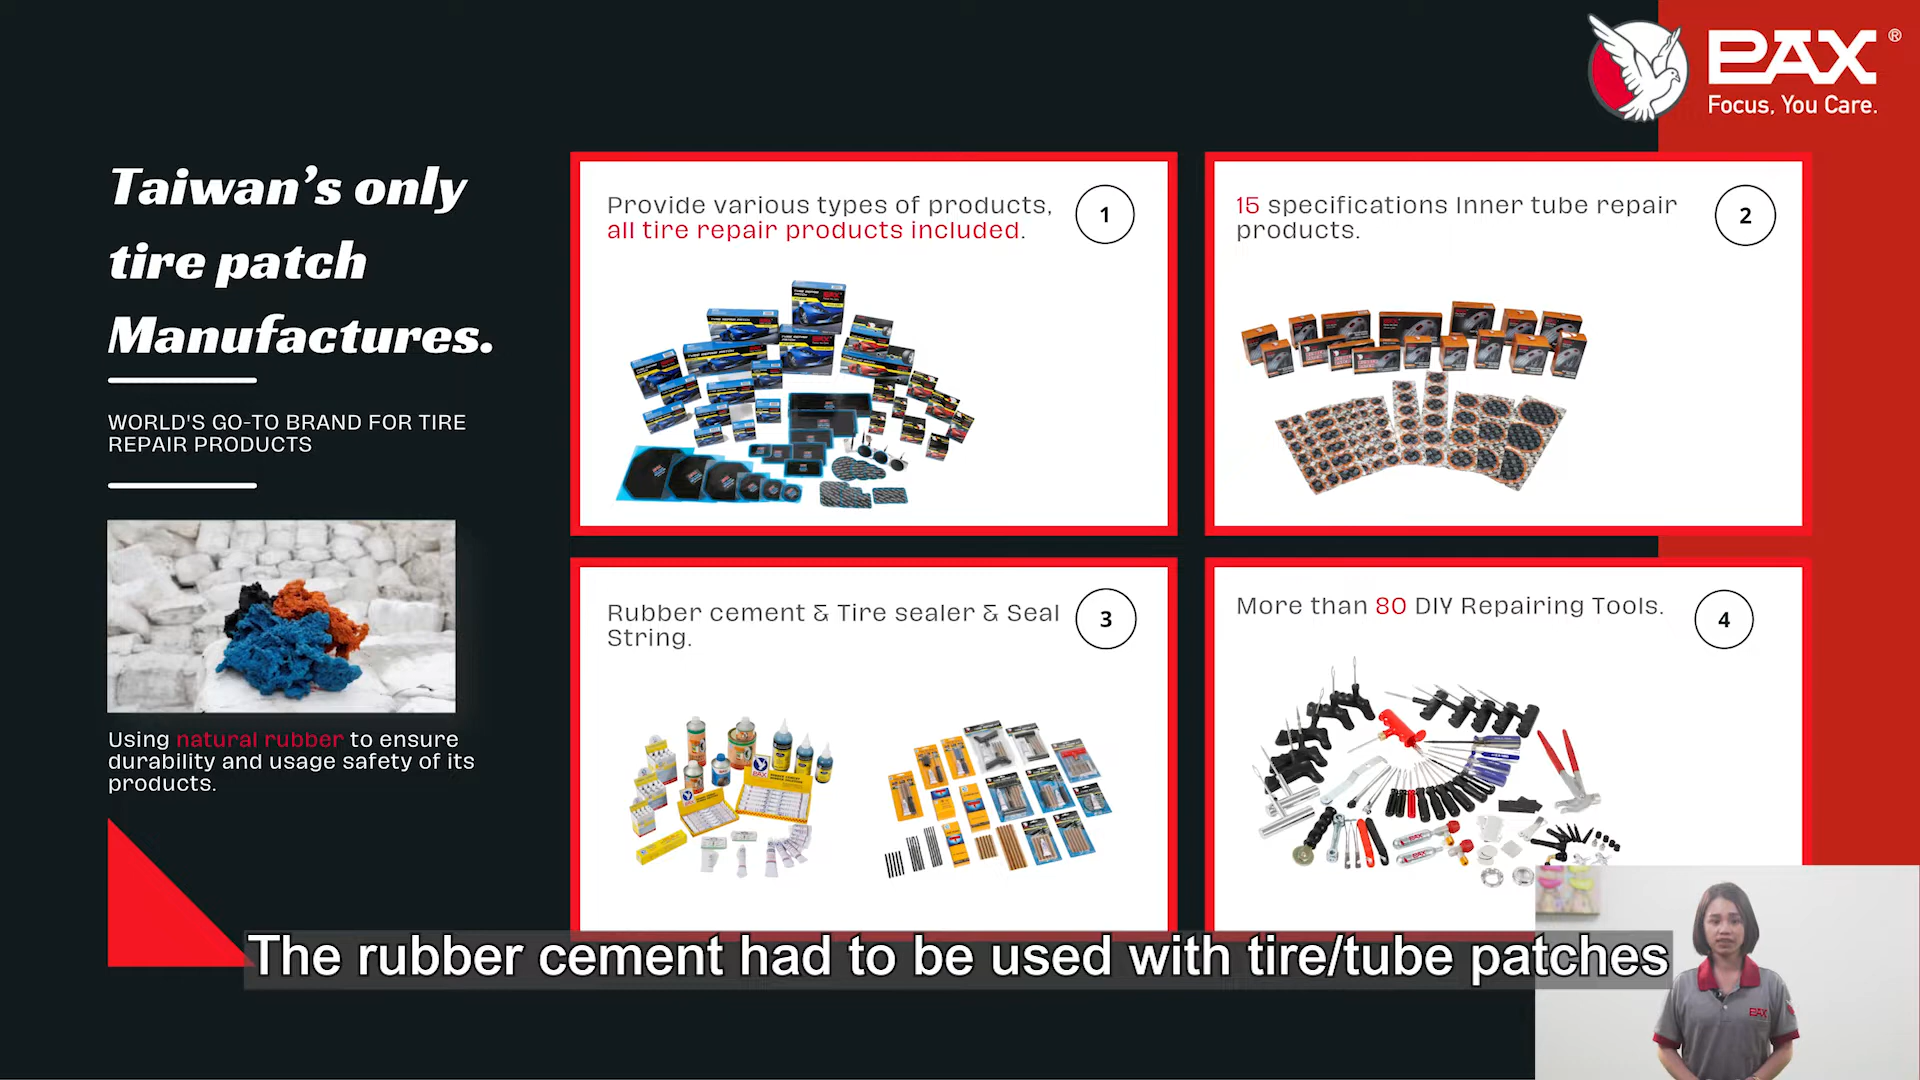 PAX®
Focus, You Care.
Taiwan's only
tire patch
Manufactures.
WORLD'S GO-TO BRAND FOR TIRE
REPAIR PRODUCTS
Using natural rubber to ensure
durability and usage safety of its
products.
Provide various types of products,
all tire repair products included.
1
15 specifications Inner tube repair
products.
2
Rubber cement & Tire sealer & Seal
String.
3
More than 80 DIY Repairing Tools.
4
The rubber cement had to be used with tire/tube patches
PAX